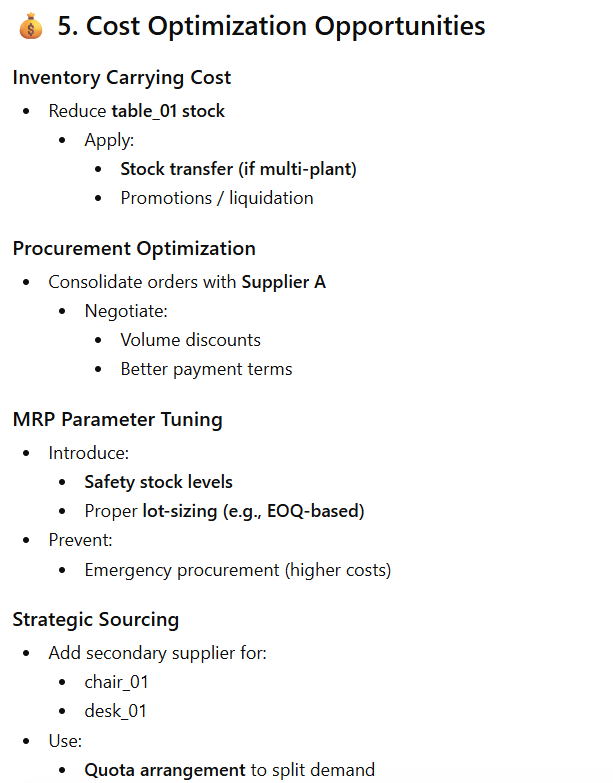 5. Cost Optimization Opportunities
Inventory Carrying Cost
Reduce table_01 stock
Apply:
Stock transfer (if multi-plant)
Promotions / liquidation
Procurement Optimization
Consolidate orders with Supplier A
Negotiate:
Volume discounts
Better payment terms
MRP Parameter Tuning
Introduce:
Safety stock levels
Proper lot-sizing (e.g., EOQ-based)
Prevent:
Emergency procurement (higher costs)
Strategic Sourcing
Add secondary supplier for:
chair_01
desk_01
Use:
Quota arrangement to split demand